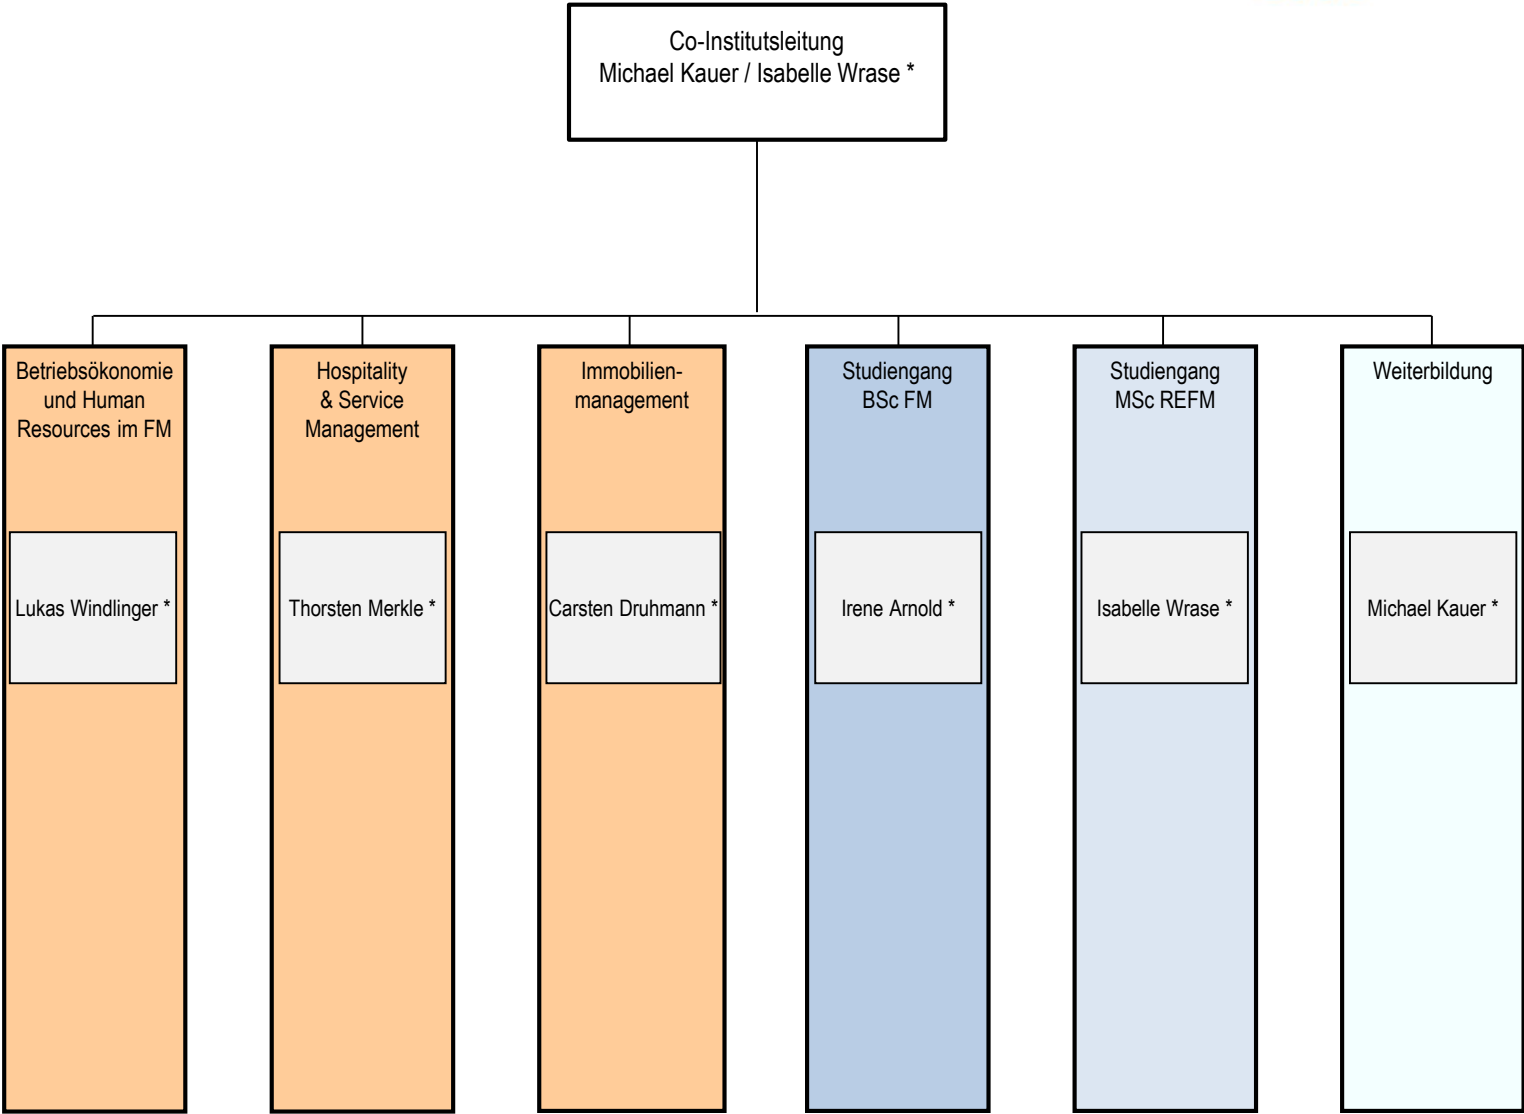 Co-Institutsleitung
Michael Kauer / Isabelle Wrase *
Betriebsökonomie
und Human
Resources im FM
Hospitality
& Service
Management
Immobilien-
management
Studiengang
BSc FM
Studiengang
MSc REFM
Weiterbildung
Lukas Windlinger *
Thorsten Merkle *
Carsten Druhmann *
Irene Arnold *
Isabelle Wrase *
Michael Kauer *